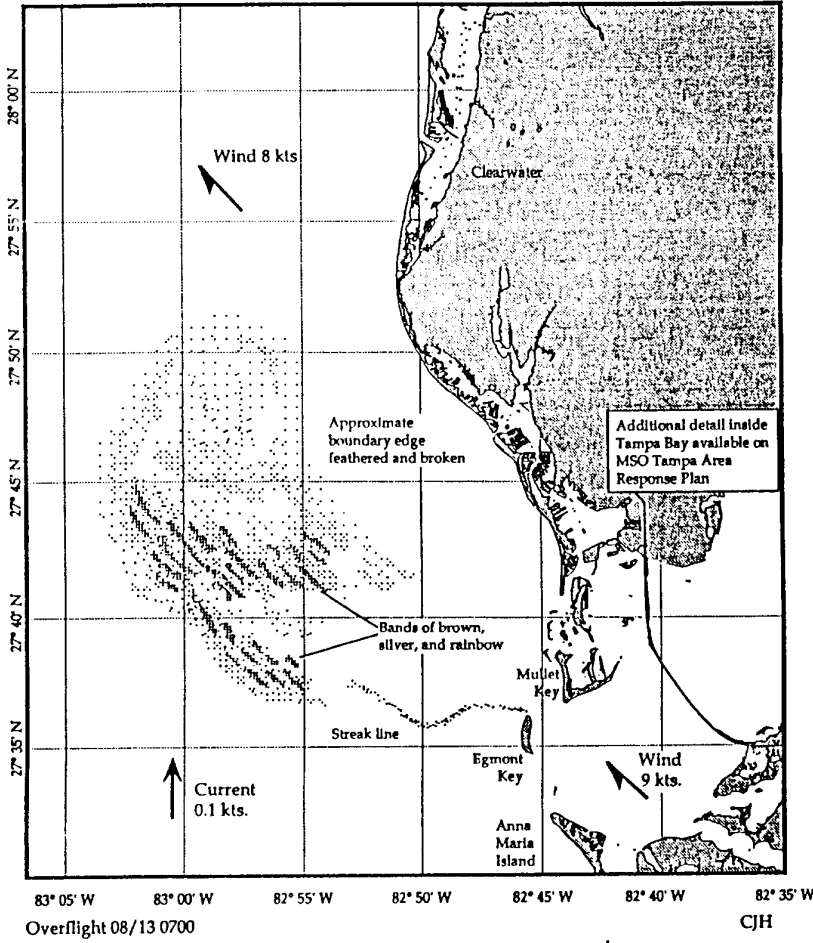 28° 00' N
27° 55' N
27° 50' N
27° 45' N
27° 40' N
27° 35' N
Wind 8 kts
Clearwater
Approximate
boundary edge
feathered and broken
Additional detail inside
Tampa Bay available on
MSO Tampa Area
Response Plan
Bands of brown,
silver, and rainbow
Mullet
Key
Streak line
Egmont
Key
Wind
9 kts.
Current
0.1 kts.
Anna
Maria
Island
83° 05' W
83° 00' W
82° 55' W
82° 50' W
82° 45' W
82° 40' W
82° 35' W
Overflight 08/13 0700
CJH